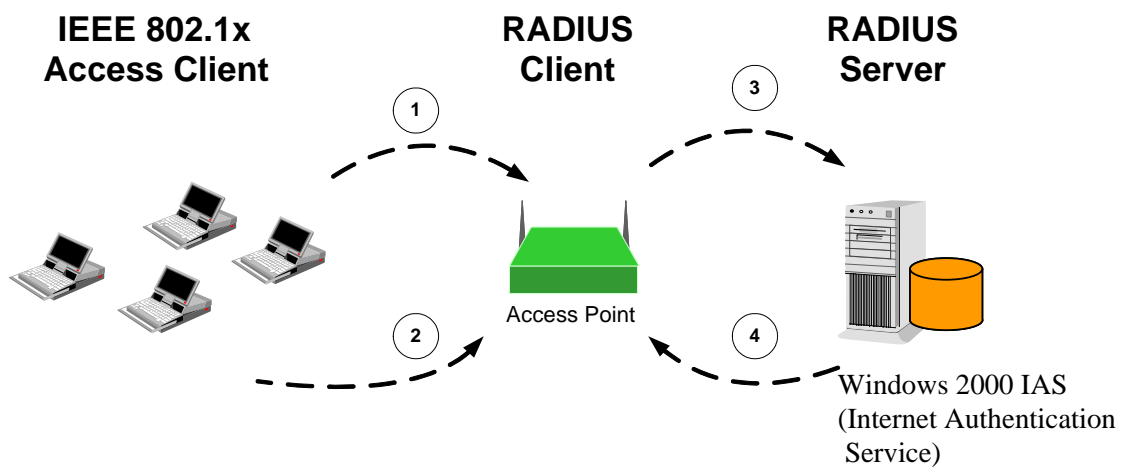 IEEE 802.1x
Access Client
RADIUS
Client
RADIUS
Server
1
3
Access Point
2
4
Windows 2000 IAS
(Internet Authentication
Service)